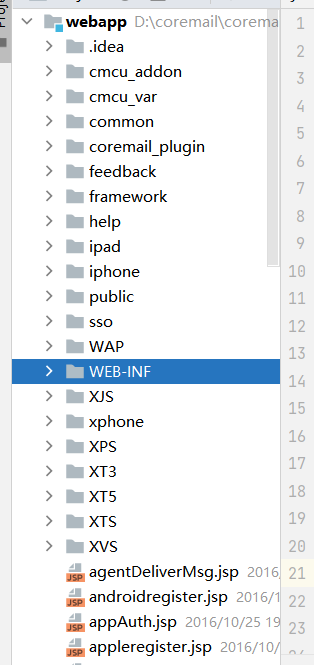 webapp D:\coremail\corema
.idea
cmcu_addon
cmcu_var
common
coremail_plugin
feedback
framework
help
ipad
iphone
public
sso
WAP
WEB-INF
XJS
xphone
XPS
XT3
XT5
XTS
XVS
agentDeliverMsg.jsp 2016/
androidregister.jsp 2016/1
appAuth.jsp 2016/10/25 19
appleregister.jsp 2016/10/
1
2
3
4
5
6
7
8
9
10
11
12
13
14
15
16
17
18
19
20
21
22
23